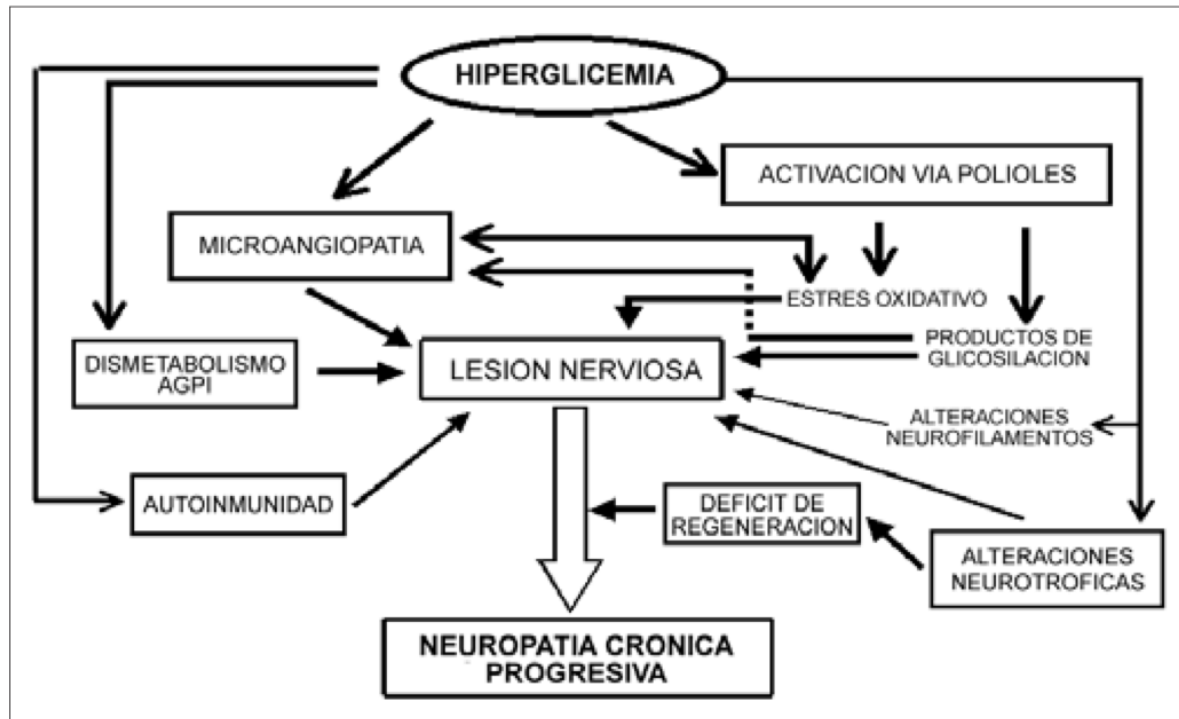 HIPERGLICEMIA
ACTIVACION VIA POLIOLES
MICROANGIOPATIA
ESTRES OXIDATIVO
PRODUCTOS DE
GLICOSILACION
DISMETABOLISMO
AGPI
LESION NERVIOSA
ALTERACIONES
NEUROFILAMENTOS
AUTOINMUNIDAD
DEFICIT DE
REGENERACION
ALTERACIONES
NEUROTROFICAS
NEUROPATIA CRONICA
PROGRESIVA